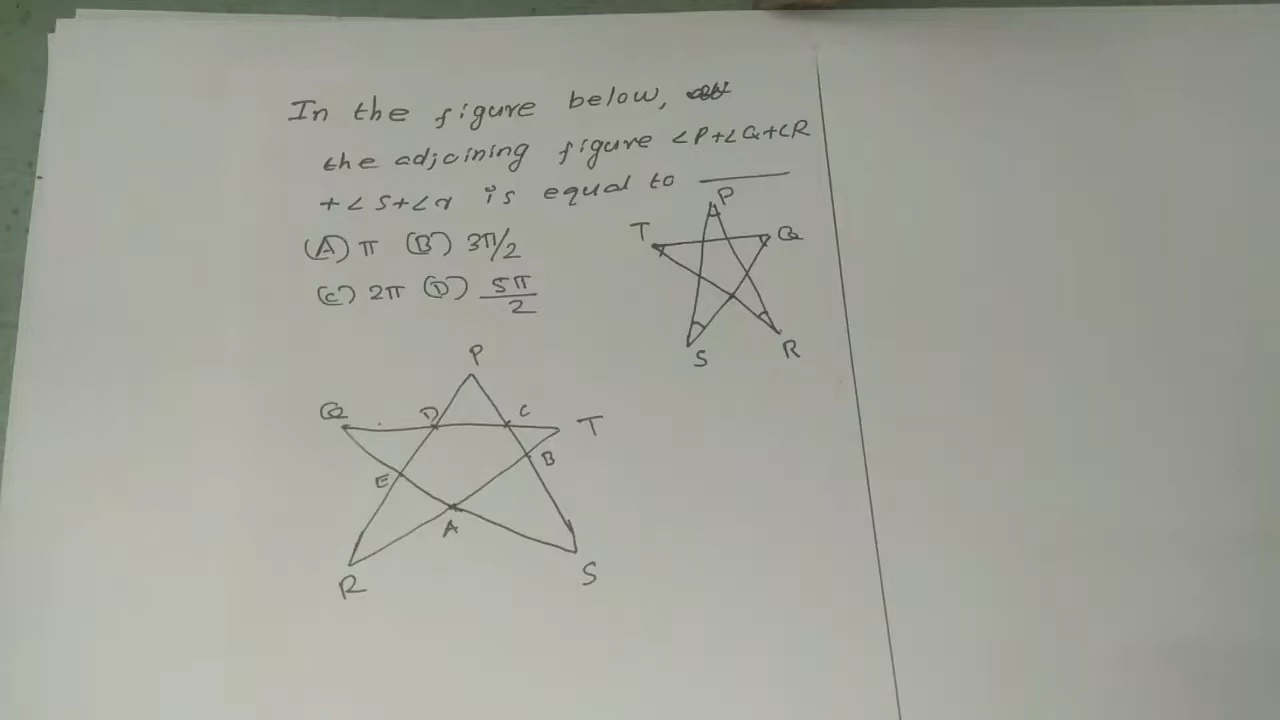 In the figure below,
the adjoining figure ∠P+∠Q+∠R
+∠S+∠r is equal to ______
(A) π (B) 3π/2
(C) 2π (D) 5π/2
P
T
Q
S
R
P
Q
D
C
T
E
B
A
R
S